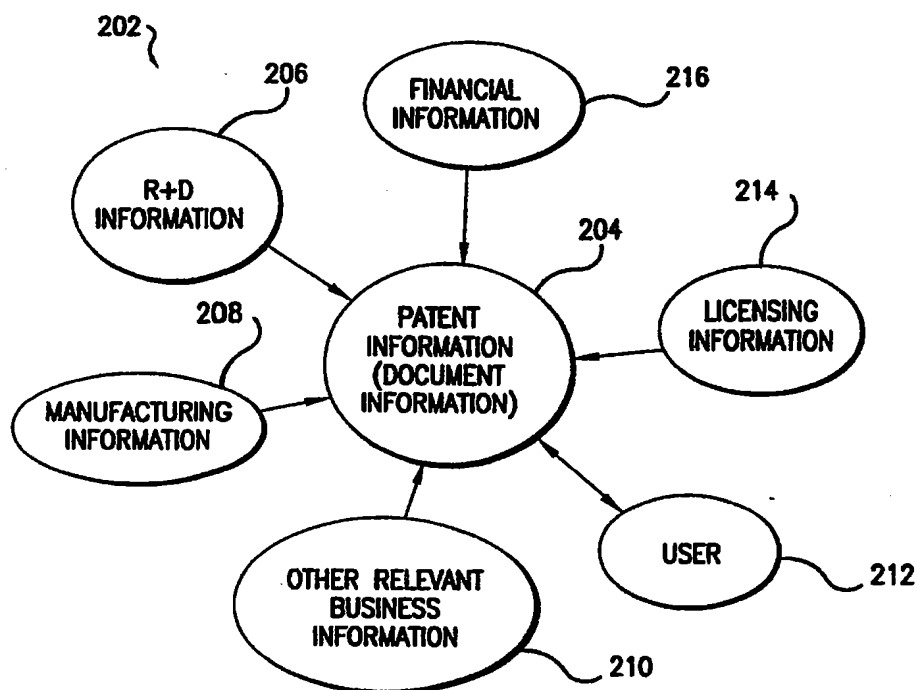 202
206
R+D
INFORMATION
FINANCIAL
INFORMATION
216
214
LICENSING
INFORMATION
204
PATENT
INFORMATION
(DOCUMENT
INFORMATION)
208
MANUFACTURING
INFORMATION
USER
212
OTHER RELEVANT
BUSINESS
INFORMATION
210